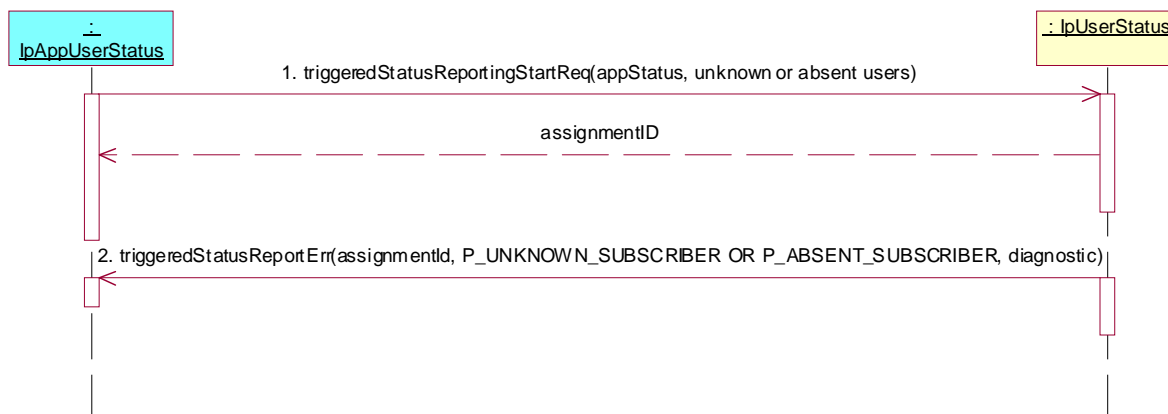 :
IpAppUserStatus
: IpUserStatus
1. triggeredStatusReportingStartReq(appStatus, unknown or absent users)
assignmentID
2. triggeredStatusReportErr(assignmentId, P_UNKNOWN_SUBSCRIBER OR P_ABSENT_SUBSCRIBER, diagnostic)